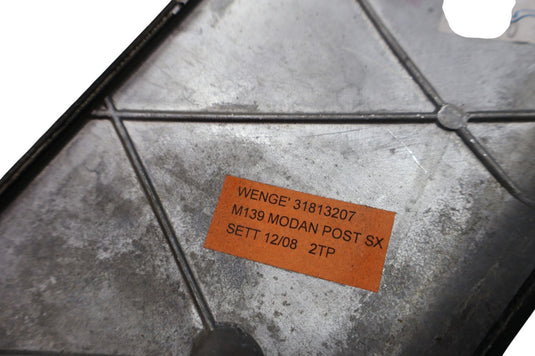 WENGE' 31813207
M139 MODAN POST SX
SETT 12/08 2TP